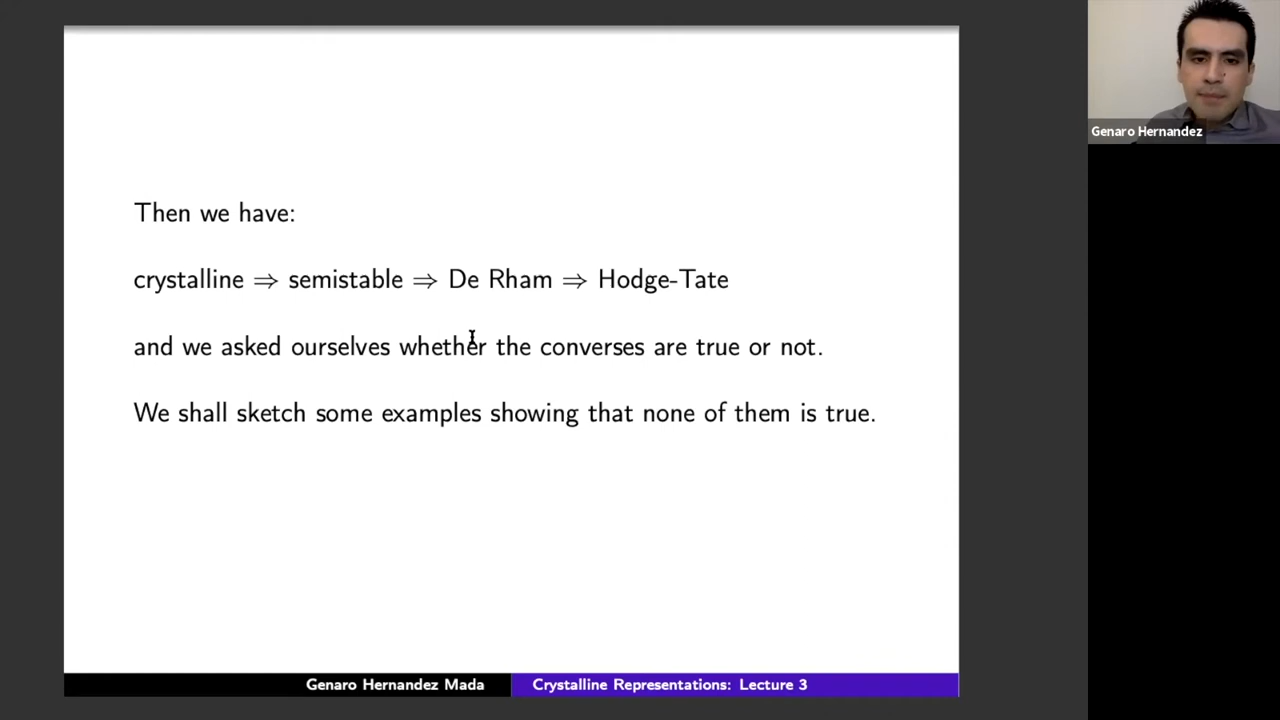 Then we have:
crystalline ⇒ semistable ⇒ De Rham ⇒ Hodge-Tate
and we asked ourselves whether the converses are true or not.
We shall sketch some examples showing that none of them is true.
Genaro Hernandez Mada
Crystalline Representations: Lecture 3
Genaro Hernandez